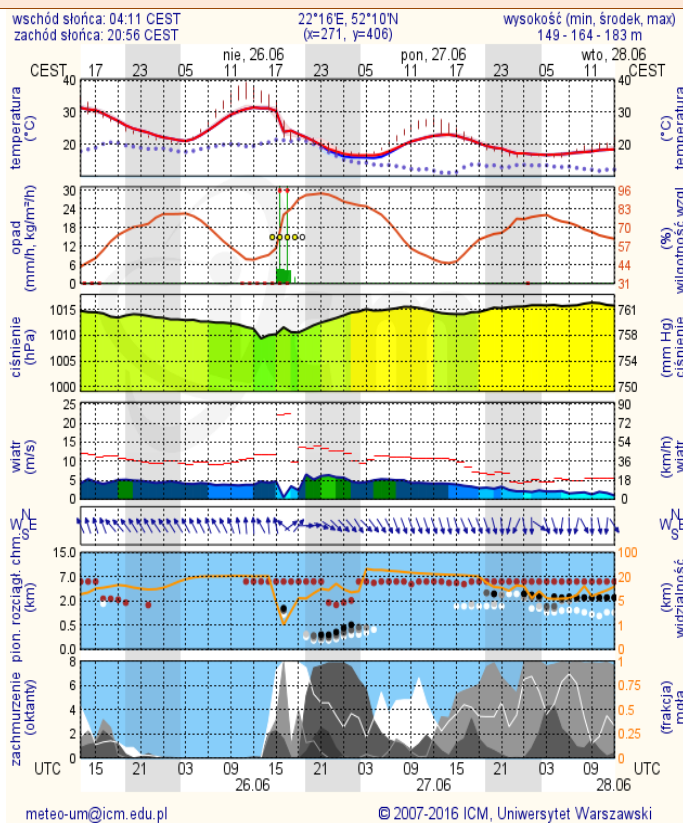 wschód słońca: 04:11 CEST 22°16'E, 52°10'N wysokość (min, środek, max)
zachód słońca: 20:56 CEST (x=271, y=406) 149 - 164 - 183 m
nie, 26.06 pon, 27.06 wto, 28.06
CEST 17 23 05 11 17 23 05 11 17 23 05 11 CEST
temperatura (°C)
40 30 20
temperatura (°C)
40 30 20
opad (mm/h, kg/m²/h)
30 24 18 12 6 0
(%) wilgotność wzgl.
96 83 70 57 44 31
ciśnienie (hPa)
1015 1010 1005 1000
(mm Hg) ciśnienie
761 758 754 750
wiatr (m/s)
25 20 15 10 5 0
(km/h) wiatr
90 72 54 36 18 0
N W E S
N W E S
pion. rozciągł. chm. (km)
15.0 7.0 2.0 0.5 0.0
(km) widzialność
100 20 5 1 0
zachmurzenie (oktanty)
8 6 4 2 0
(frakcja) mgła
1 0.75 0.5 0.25 0
UTC 15 21 03 09 15 21 03 09 15 21 03 09 UTC
26.06 27.06 28.06
meteo-um@icm.edu.pl © 2007-2016 ICM, Uniwersytet Warszawski